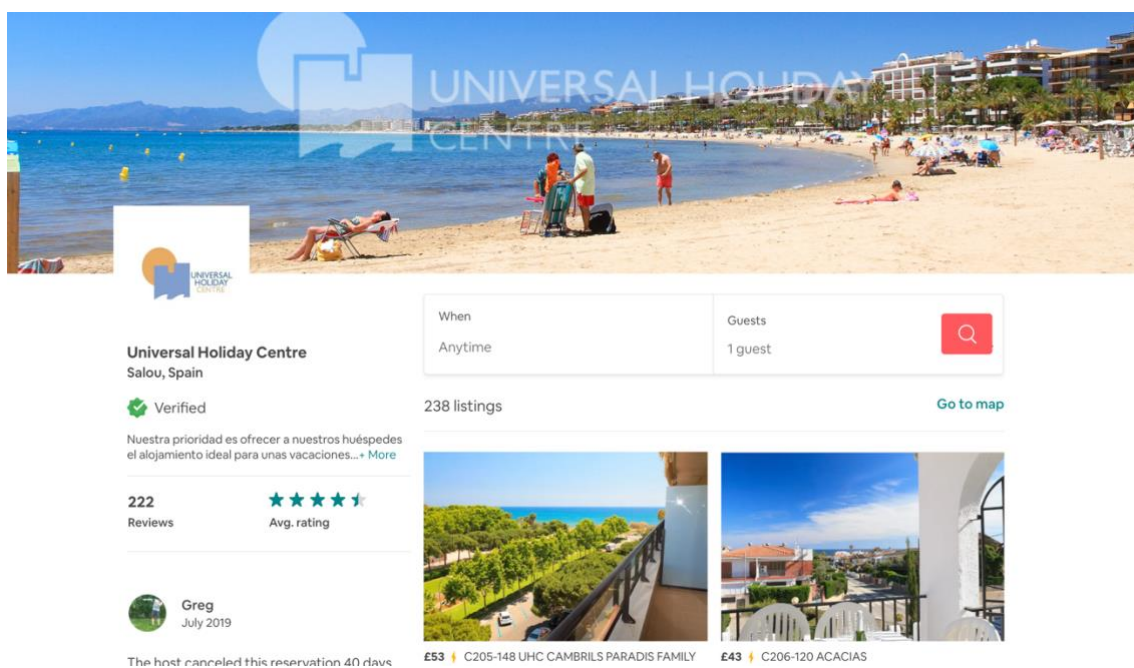 UNIVERSAL HOLIDAY
CENTRE
UNIVERSAL
HOLIDAY
CENTRE
Universal Holiday Centre
Salou, Spain
Verified
Nuestra prioridad es ofrecer a nuestros huéspedes
el alojamiento ideal para unas vacaciones...+ More
222
Reviews
Avg. rating
Greg
July 2019
The host canceled this reservation 40 days
When
Anytime
Guests
1 guest
238 listings
Go to map
£53 C205-148 UHC CAMBRILS PARADIS FAMILY
£43 C206-120 ACACIAS